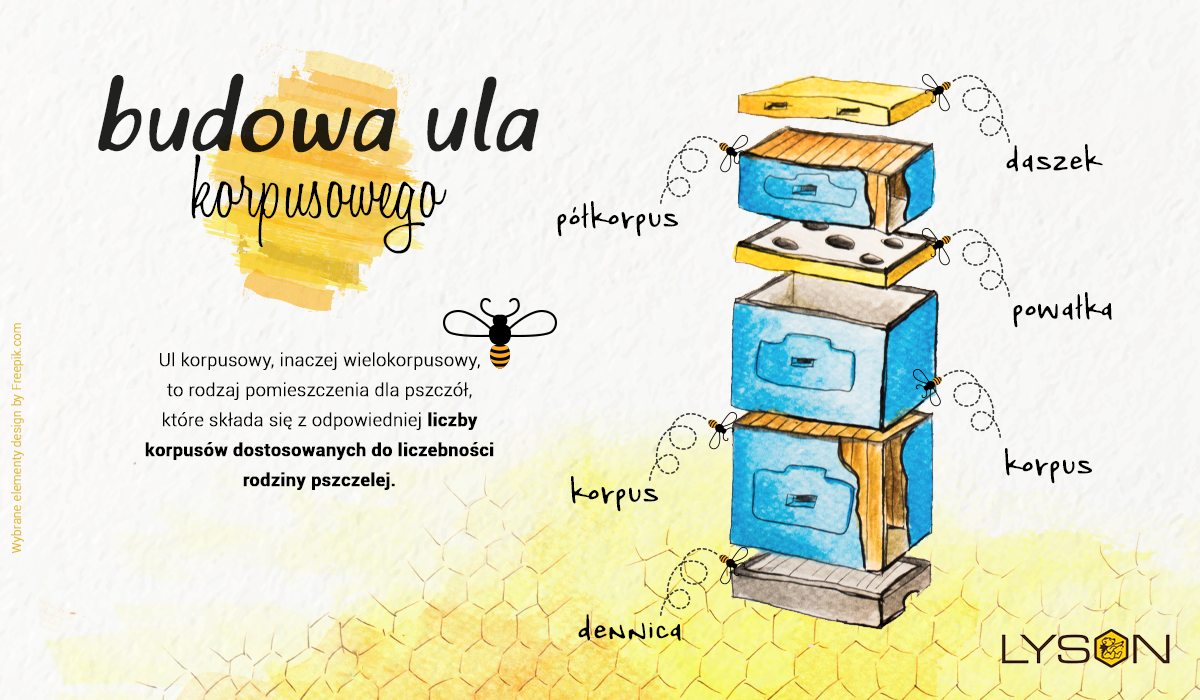 budowa ula
korpusowego
Ul korpusowy, inaczej wielokorpusowy,
to rodzaj pomieszczenia dla pszczół,
które składa się z odpowiedniej liczby
korpusów dostosowanych do liczebności
rodziny pszczelej.
daszek
półkorpus
powałka
korpus
korpus
dennica
LYSON
Wybrane elementy design by Freepik.com